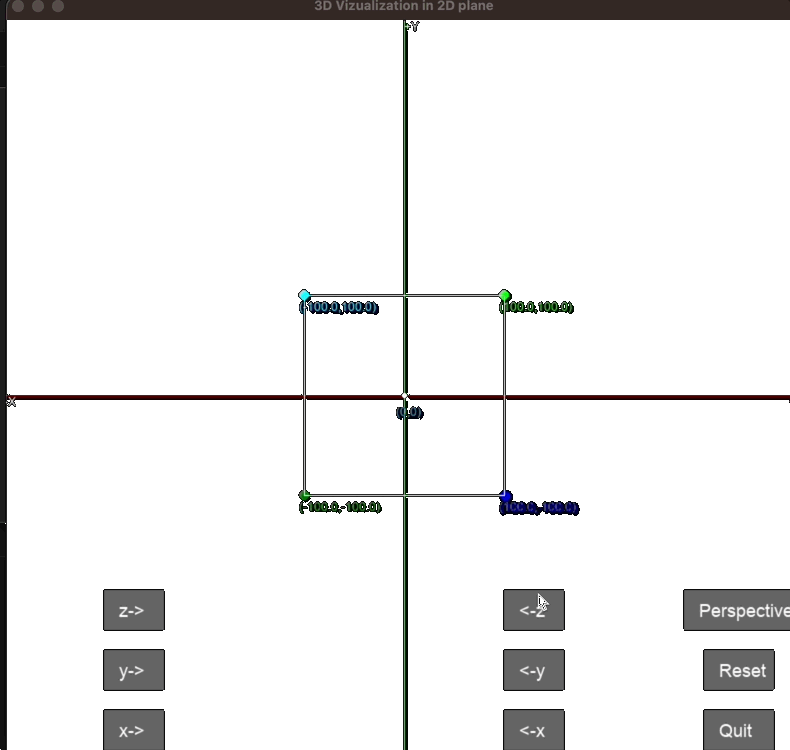 3D Vizualization in 2D plane
+Y
(-100.0,100.0)
(100.0,100.0)
-X
(0,0)
(-100.0,-100.0)
(100.0,-100.0)
z->
<-z
Perspective
y->
<-y
Reset
x->
<-x
Quit